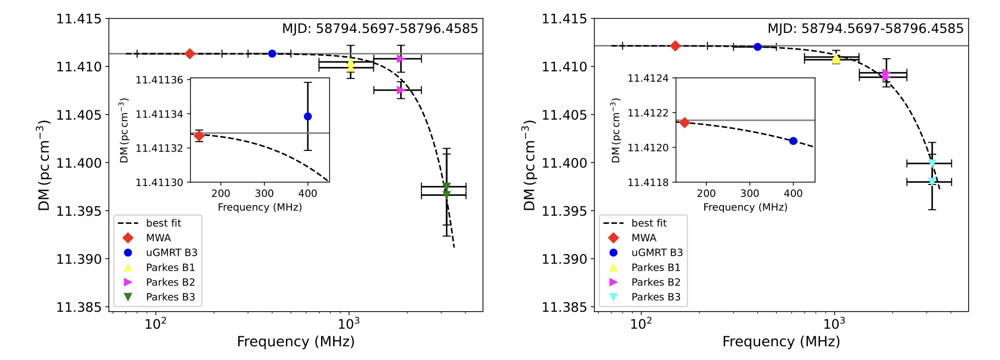 MJD: 58794.5697-58796.4585
11.415
11.410
11.405
11.400
11.395
11.390
11.385
DM (pc cm⁻³)
11.41136
11.41134
11.41132
11.41130
DM (pc cm⁻³)
200 300 400
Frequency (MHz)
best fit
MWA
uGMRT B3
Parkes B1
Parkes B2
Parkes B3
10² 10³
Frequency (MHz)
MJD: 58794.5697-58796.4585
11.415
11.410
11.405
11.400
11.395
11.390
11.385
DM (pc cm⁻³)
11.4124
11.4122
11.4120
11.4118
DM (pc cm⁻³)
200 300 400
Frequency (MHz)
best fit
MWA
uGMRT B3
Parkes B1
Parkes B2
Parkes B3
10² 10³
Frequency (MHz)